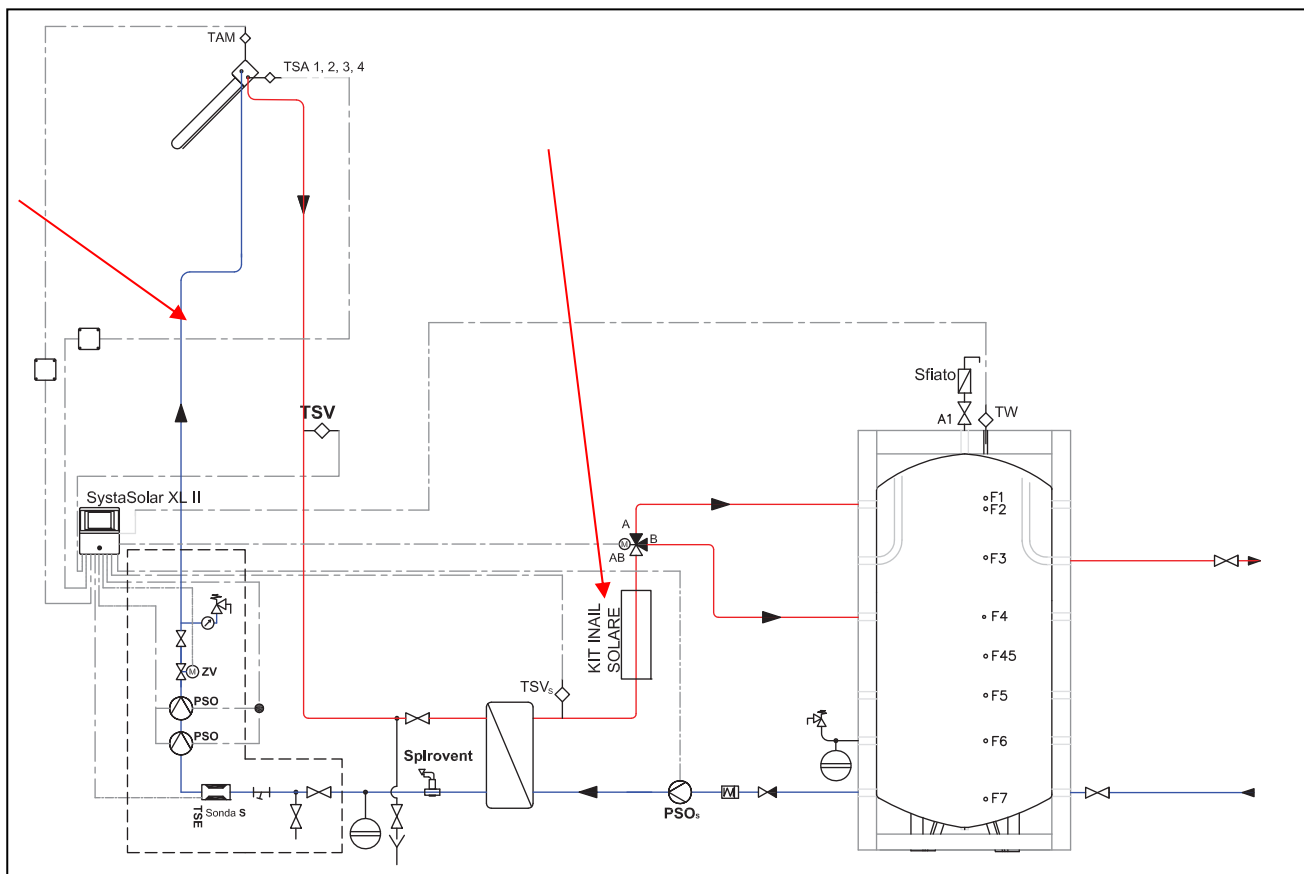 TAM
TSA 1, 2, 3, 4
TSV
Sfiato
A1
TW
SystaSolar XL II
A
M
B
AB
KIT INAIL
SOLARE
F1
F2
F3
F4
F45
F5
F6
F7
M
ZV
PSO
PSO
TSVs
Spirovent
TSE
Sonda S
PSOs